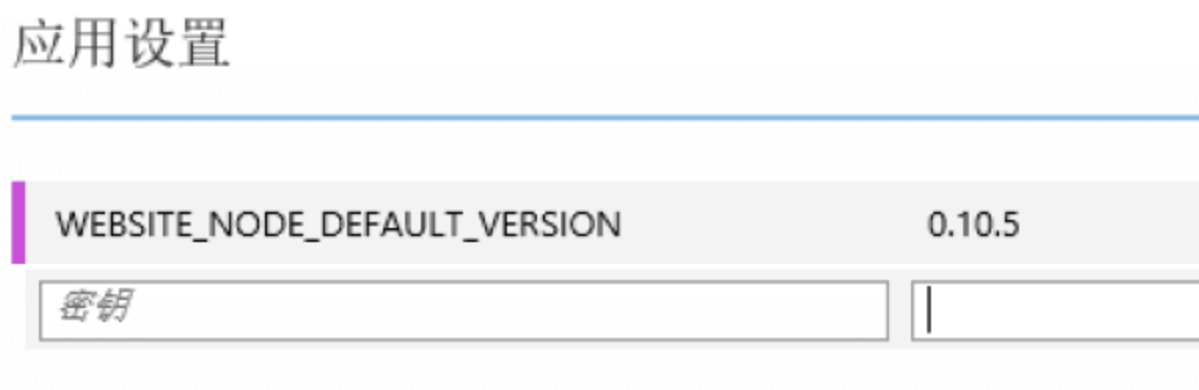 应用设置
WEBSITE_NODE_DEFAULT_VERSION 0.10.5
密钥